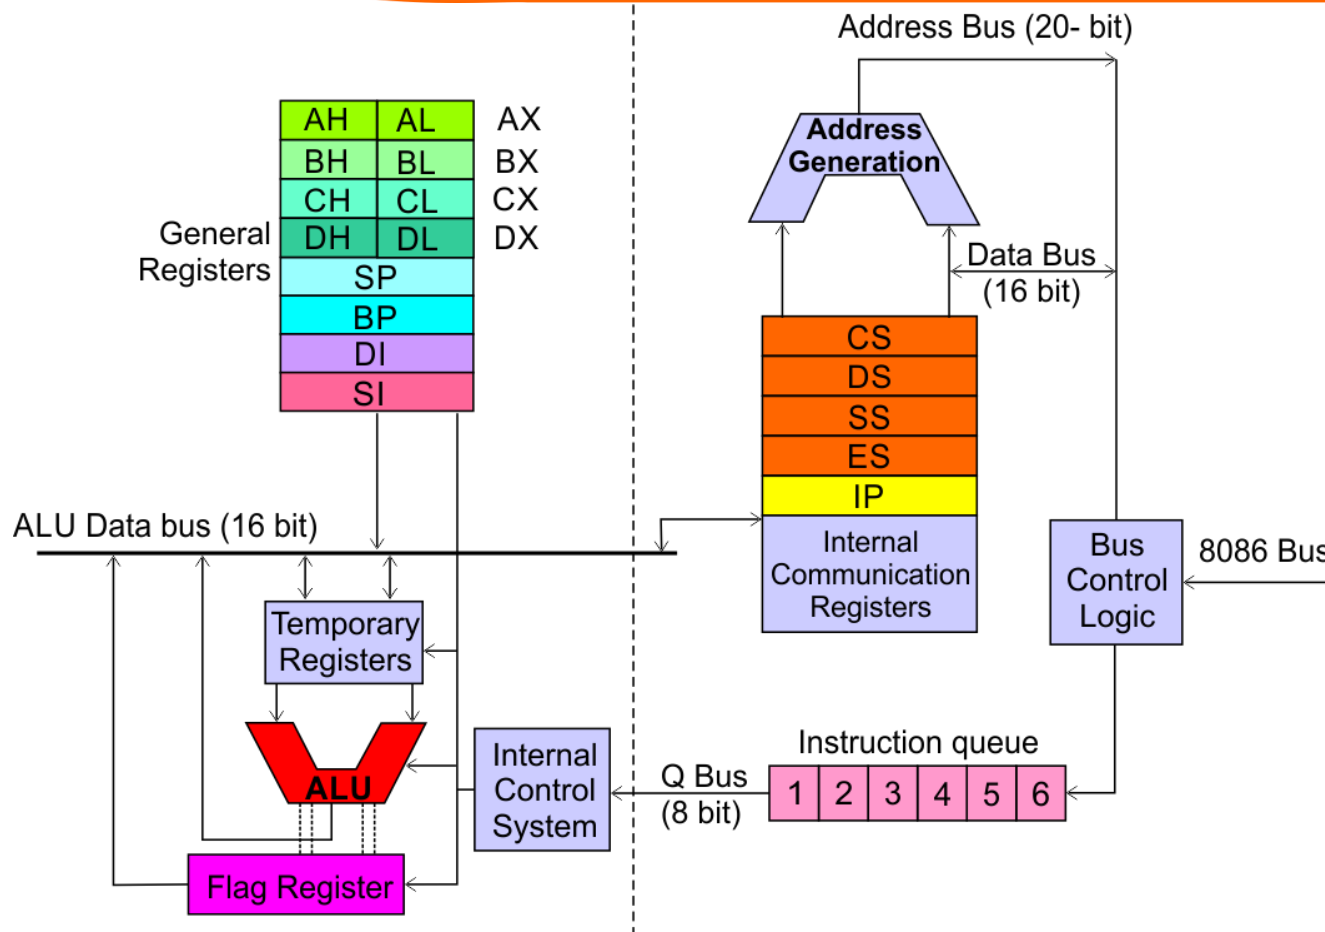 Address Bus (20- bit)
AH AL AX
BH BL BX
CH CL CX
DH DL DX
General
Registers
SP
BP
DI
SI
Address
Generation
Data Bus
(16 bit)
CS
DS
SS
ES
IP
Internal
Communication
Registers
ALU Data bus (16 bit)
Bus
Control
Logic
8086 Bus
Temporary
Registers
ALU
Internal
Control
System
Q Bus
(8 bit)
Instruction queue
1 2 3 4 5 6
Flag Register